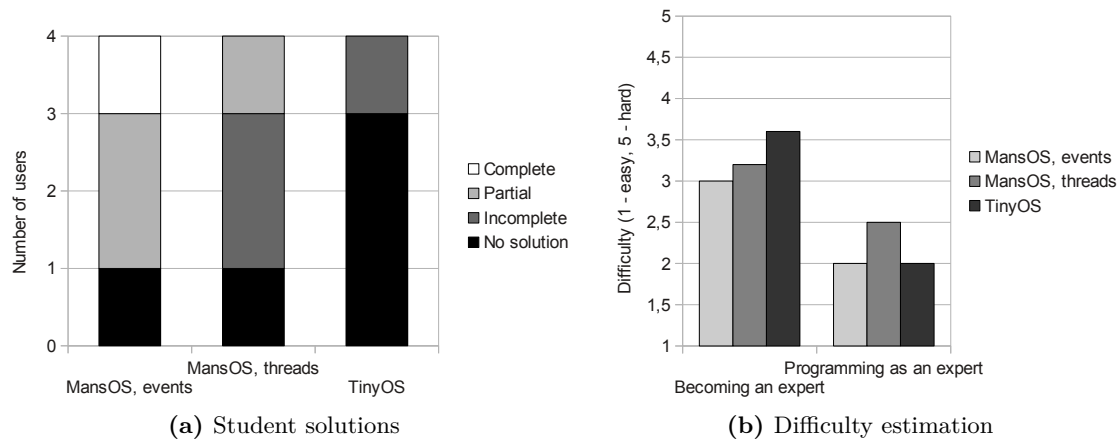 4
3
2
1
0
Number of users
MansOS, events
MansOS, threads
TinyOS
Complete
Partial
Incomplete
No solution
(a) Student solutions
5
4,5
4
3,5
3
2,5
2
1,5
1
Difficulty (1 - easy, 5 - hard)
Becoming an expert
Programming as an expert
MansOS, events
MansOS, threads
TinyOS
(b) Difficulty estimation